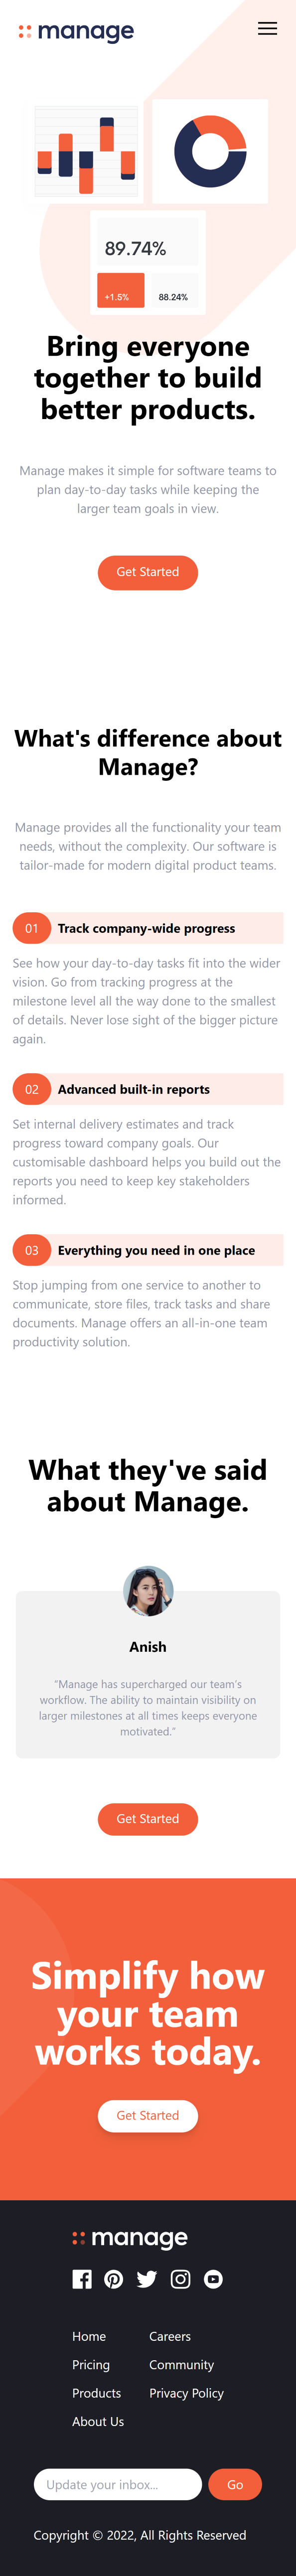 manage
89.74%
+1.5%
88.24%
Bring everyone
together to build
better products.
Manage makes it simple for software teams to
plan day-to-day tasks while keeping the
larger team goals in view.
Get Started
What's difference about
Manage?
Manage provides all the functionality your team
needs, without the complexity. Our software is
tailor-made for modern digital product teams.
01 Track company-wide progress
See how your day-to-day tasks fit into the wider
vision. Go from tracking progress at the
milestone level all the way done to the smallest
of details. Never lose sight of the bigger picture
again.
02 Advanced built-in reports
Set internal delivery estimates and track
progress toward company goals. Our
customisable dashboard helps you build out the
reports you need to keep key stakeholders
informed.
03 Everything you need in one place
Stop jumping from one service to another to
communicate, store files, track tasks and share
documents. Manage offers an all-in-one team
productivity solution.
What they've said
about Manage.
Anish
“Manage has supercharged our team’s
workflow. The ability to maintain visibility on
larger milestones at all times keeps everyone
motivated.”
Get Started
Simplify how
your team
works today.
Get Started
manage
Home
Pricing
Products
About Us
Careers
Community
Privacy Policy
Update your inbox...
Go
Copyright © 2022, All Rights Reserved